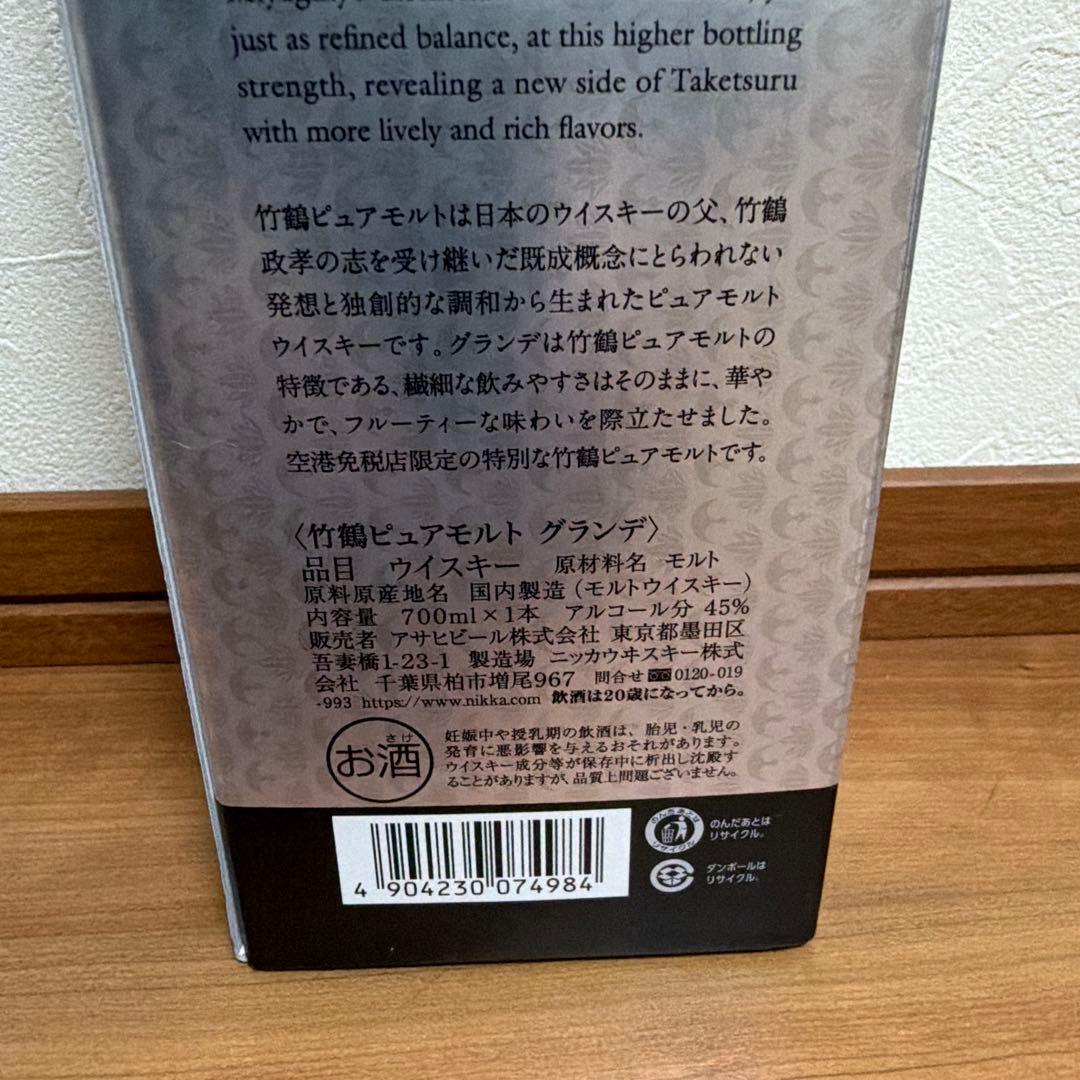 just as refined balance, at this higher bottling
strength, revealing a new side of Taketsuru
with more lively and rich flavors.
竹鶴ピュアモルトは日本のウイスキーの父、竹鶴
政孝の志を受け継いだ既成概念にとらわれない
発想と独創的な調和から生まれたピュアモルト
ウイスキーです。グランデは竹鶴ピュアモルトの
特徴である、繊細な飲みやすさはそのままに、華や
かで、フルーティーな味わいを際立たせました。
空港免税店限定の特別な竹鶴ピュアモルトです。
〈竹鶴ピュアモルト グランデ〉
品目 ウイスキー 原材料名 モルト
原料原産地名 国内製造(モルトウイスキー)
内容量 700ml×1本 アルコール分 45%
販売者 アサヒビール株式会社 東京都墨田区
吾妻橋1-23-1 製造場 ニッカウヰスキー株式
会社 千葉県柏市増尾967 問合せ 0120-019
-993 https://www.nikka.com 飲酒は20歳になってから。
さけ
お酒
妊娠中や授乳期の飲酒は、胎児・乳児の
発育に悪影響を与えるおそれがあります。
ウイスキー成分等が保存中に析出し沈殿す
ることがありますが、品質上問題ございません。
4 904230 074984
のんだあとは
リサイクル
のんだあとは
リサイクル。
ダンボールは
リサイクル。